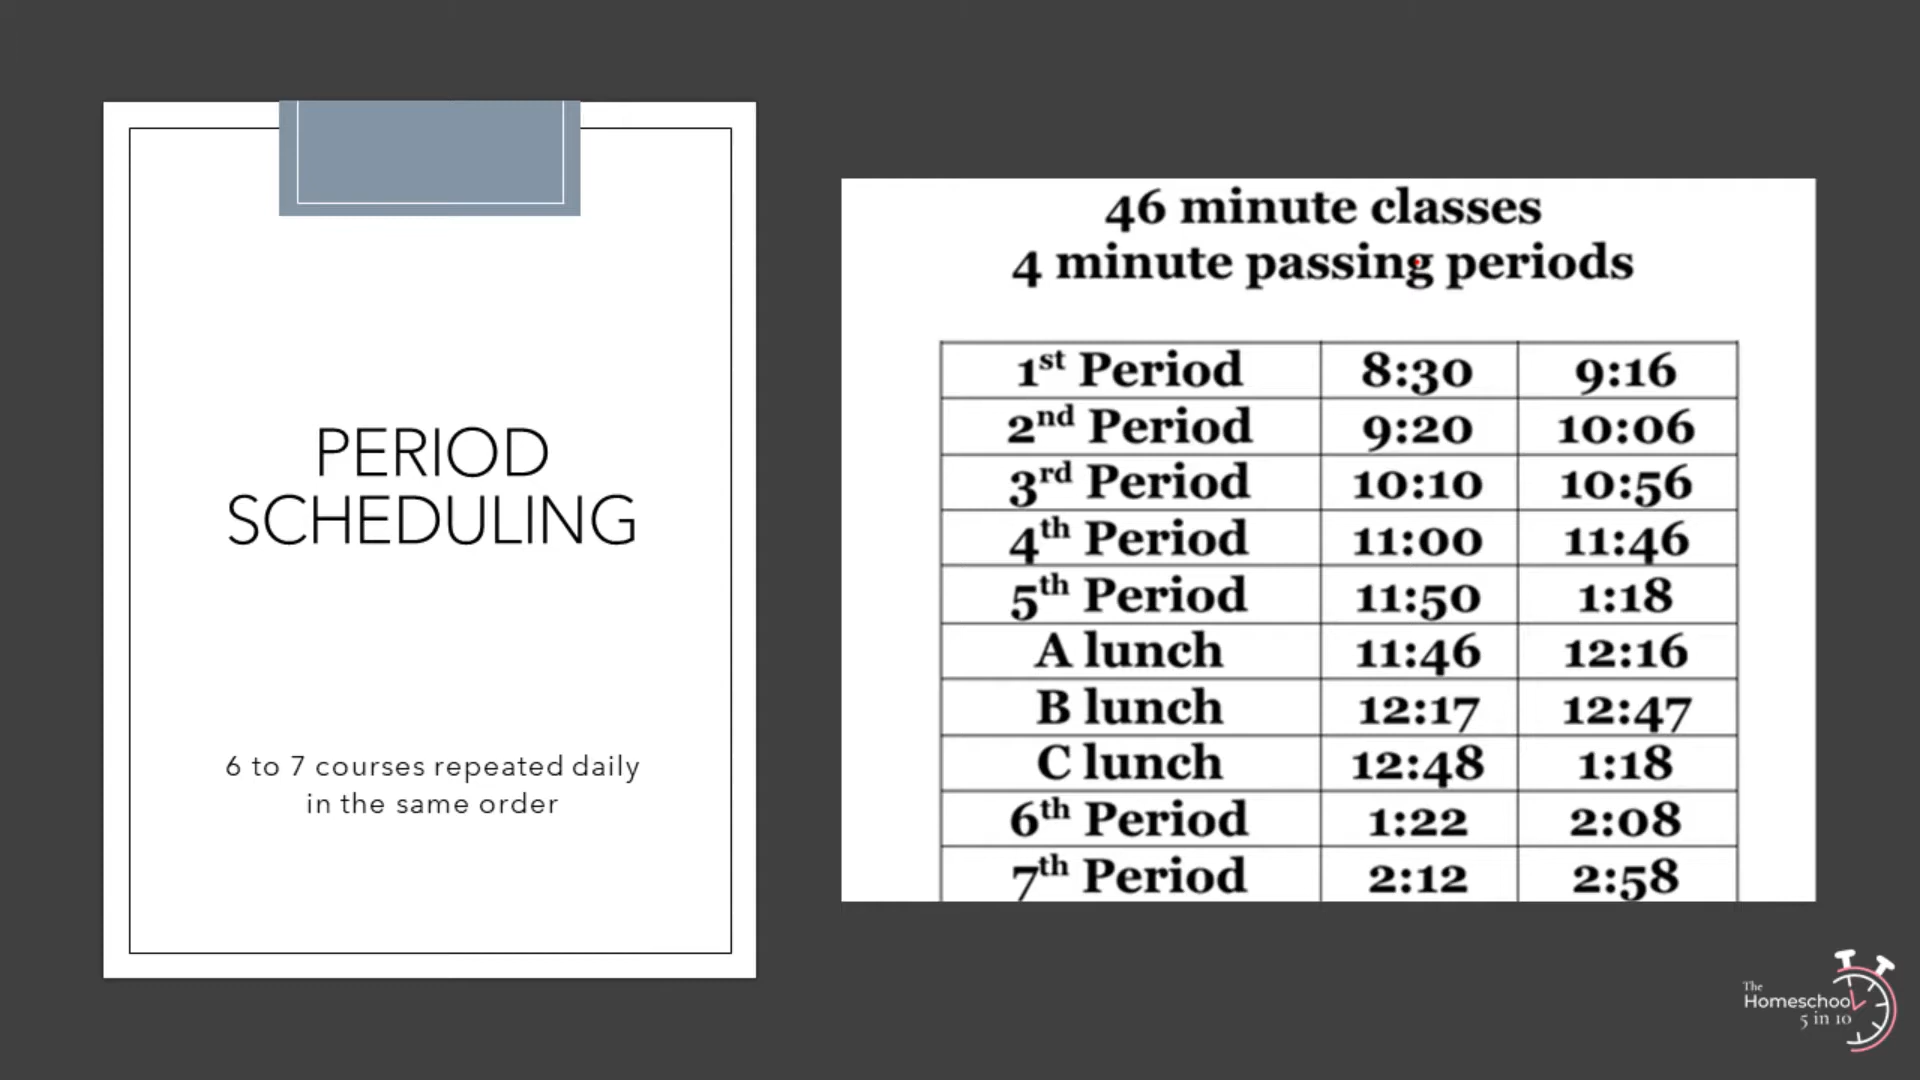 PERIOD
SCHEDULING
6 to 7 courses repeated daily
in the same order
46 minute classes
4 minute passing periods
1st Period 8:30 9:16
2nd Period 9:20 10:06
3rd Period 10:10 10:56
4th Period 11:00 11:46
5th Period 11:50 1:18
A lunch 11:46 12:16
B lunch 12:17 12:47
C lunch 12:48 1:18
6th Period 1:22 2:08
7th Period 2:12 2:58
The
Homeschool
5 in 10